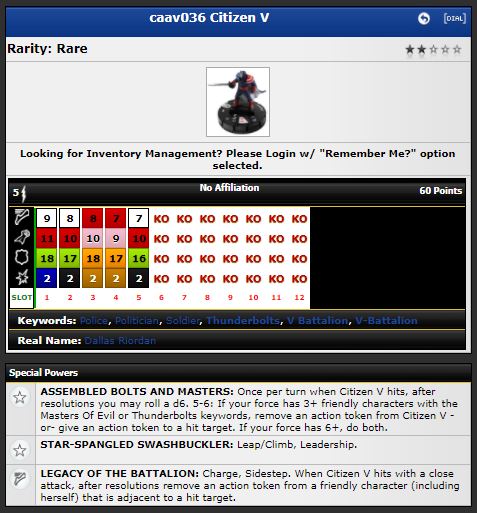 caav036 Citizen V
[DIAL]
Rarity: Rare
Looking for Inventory Management? Please Login w/ "Remember Me?" option
selected.
5 No Affiliation 60 Points
9 8 8 7 7 KO KO KO KO KO KO KO
11 10 10 9 10 KO KO KO KO KO KO KO
18 17 18 17 16 KO KO KO KO KO KO KO
2 2 2 2 2 KO KO KO KO KO KO KO
SLOT 1 2 3 4 5 6 7 8 9 10 11 12
Keywords: Police, Politician, Soldier, Thunderbolts, V Battalion, V-Battalion
Real Name: Dallas Riordan
Special Powers
ASSEMBLED BOLTS AND MASTERS: Once per turn when Citizen V hits, after
resolutions you may roll a d6. 5-6: If your force has 3+ friendly characters with the
Masters Of Evil or Thunderbolts keywords, remove an action token from Citizen V -
or- give an action token to a hit target. If your force has 6+, do both.
STAR-SPANGLED SWASHBUCKLER: Leap/Climb, Leadership.
LEGACY OF THE BATTALION: Charge, Sidestep. When Citizen V hits with a close
attack, after resolutions remove an action token from a friendly character (including
herself) that is adjacent to a hit target.